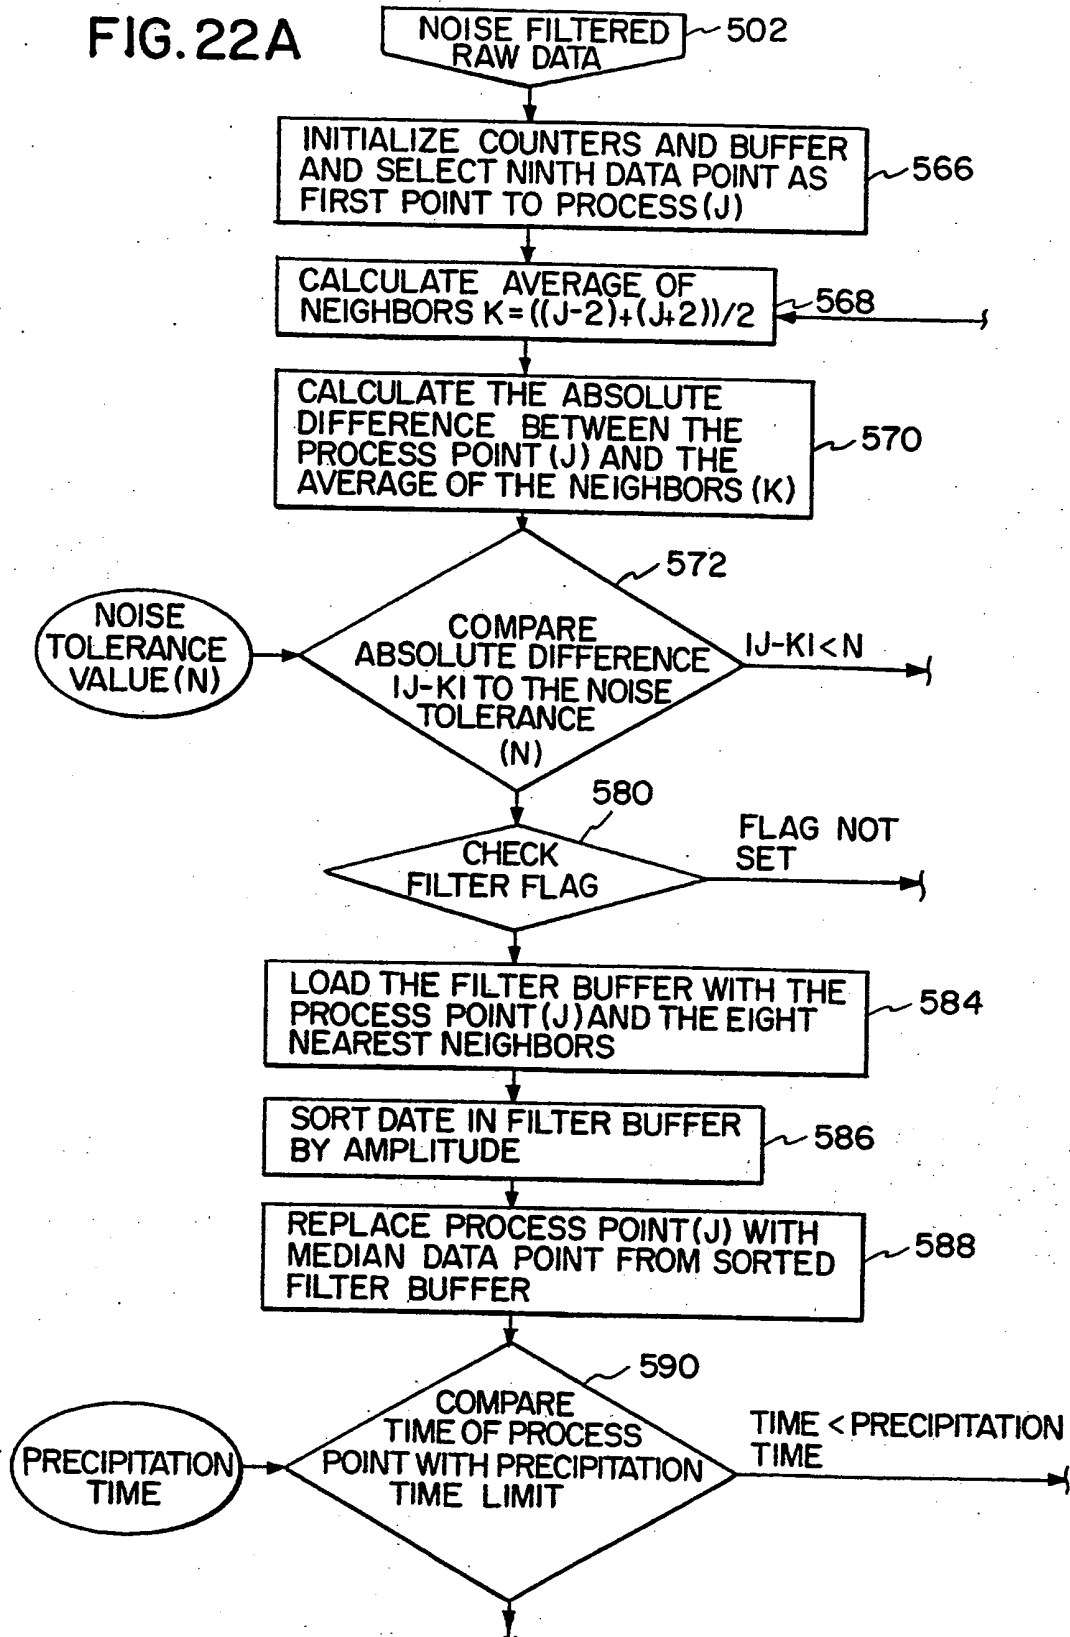 FIG. 22A
NOISE FILTERED
RAW DATA
502
INITIALIZE COUNTERS AND BUFFER
AND SELECT NINTH DATA POINT AS
FIRST POINT TO PROCESS (J)
566
CALCULATE AVERAGE OF
NEIGHBORS K = ((J-2)+(J+2))/2
568
CALCULATE THE ABSOLUTE
DIFFERENCE BETWEEN THE
PROCESS POINT (J) AND THE
AVERAGE OF THE NEIGHBORS (K)
570
572
NOISE
TOLERANCE
VALUE (N)
COMPARE
ABSOLUTE DIFFERENCE
IJ-KI TO THE NOISE
TOLERANCE
(N)
IJ-KI < N
580
CHECK
FILTER FLAG
FLAG NOT
SET
LOAD THE FILTER BUFFER WITH THE
PROCESS POINT (J) AND THE EIGHT
NEAREST NEIGHBORS
584
SORT DATE IN FILTER BUFFER
BY AMPLITUDE
586
REPLACE PROCESS POINT (J) WITH
MEDIAN DATA POINT FROM SORTED
FILTER BUFFER
588
590
PRECIPITATION
TIME
COMPARE
TIME OF PROCESS
POINT WITH PRECIPITATION
TIME LIMIT
TIME < PRECIPITATION
TIME